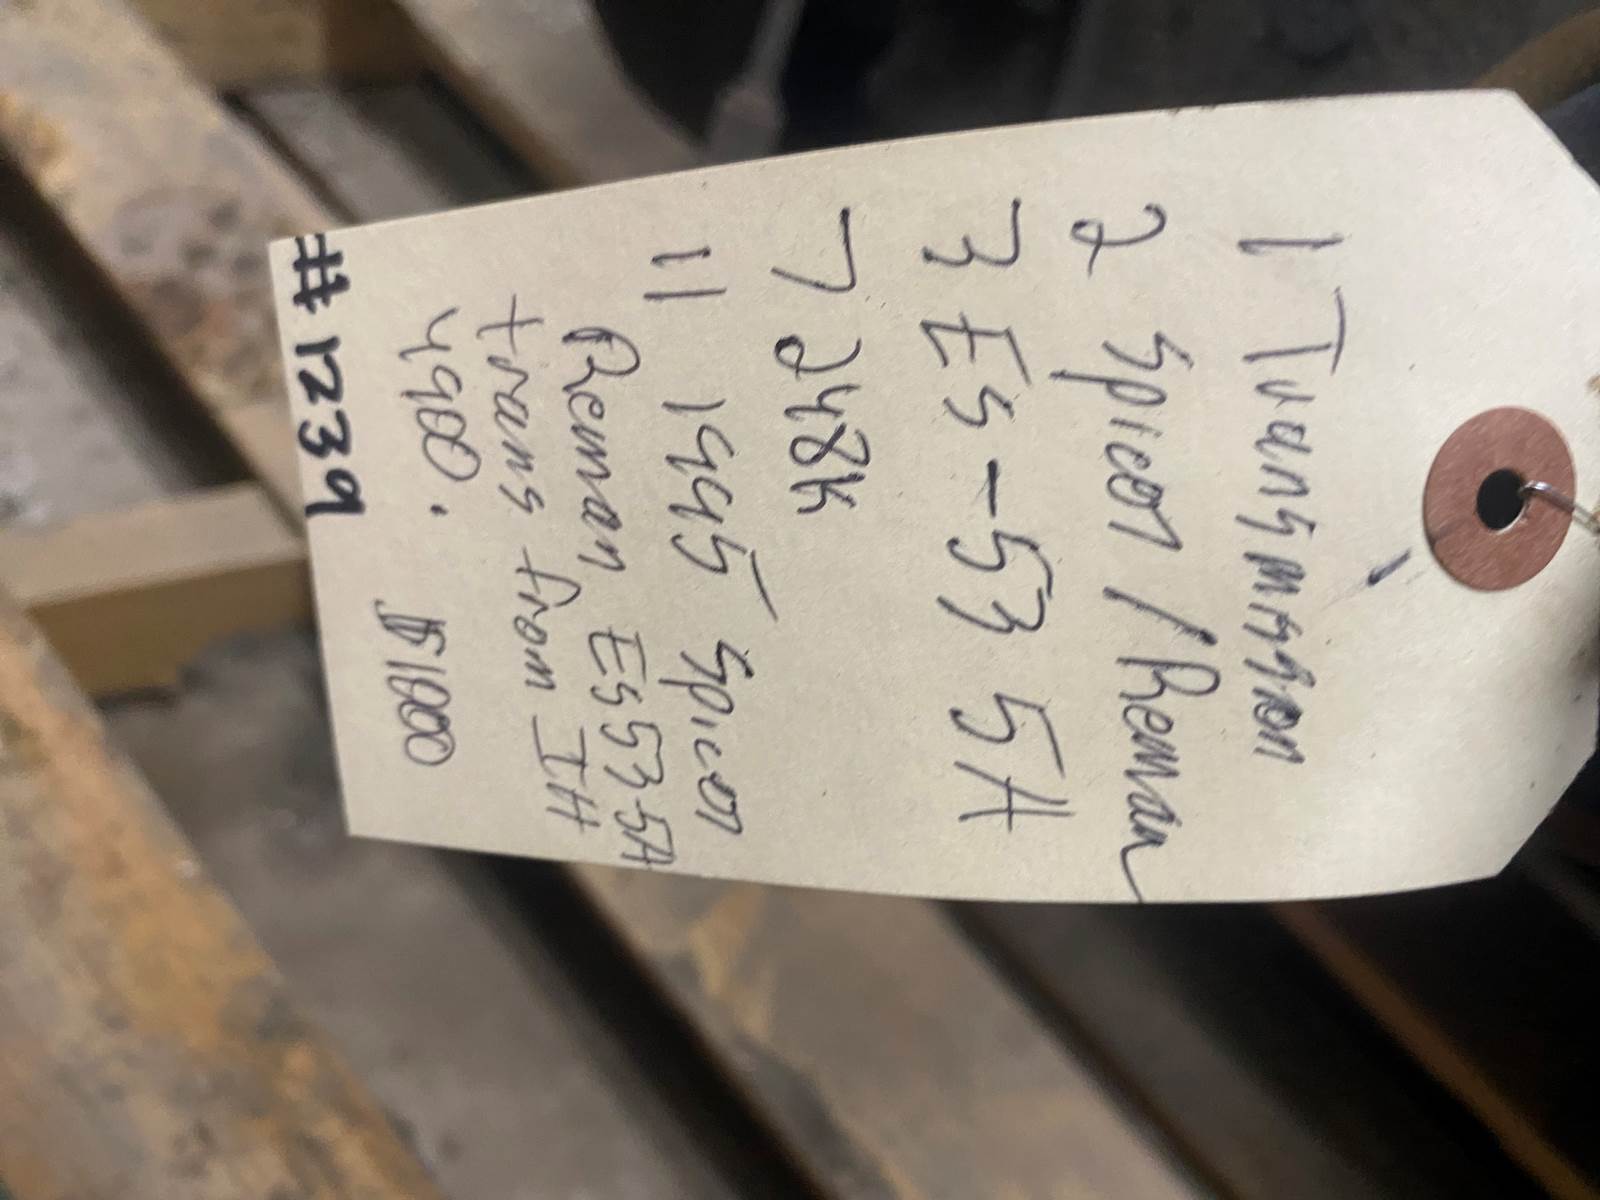 1 Transmission
2 Spicer / Reman
3 ES-53 5A
7 248K
11 1995 Spicer
Reman ES53-5A
trans from IH
4900. $1000
#1239